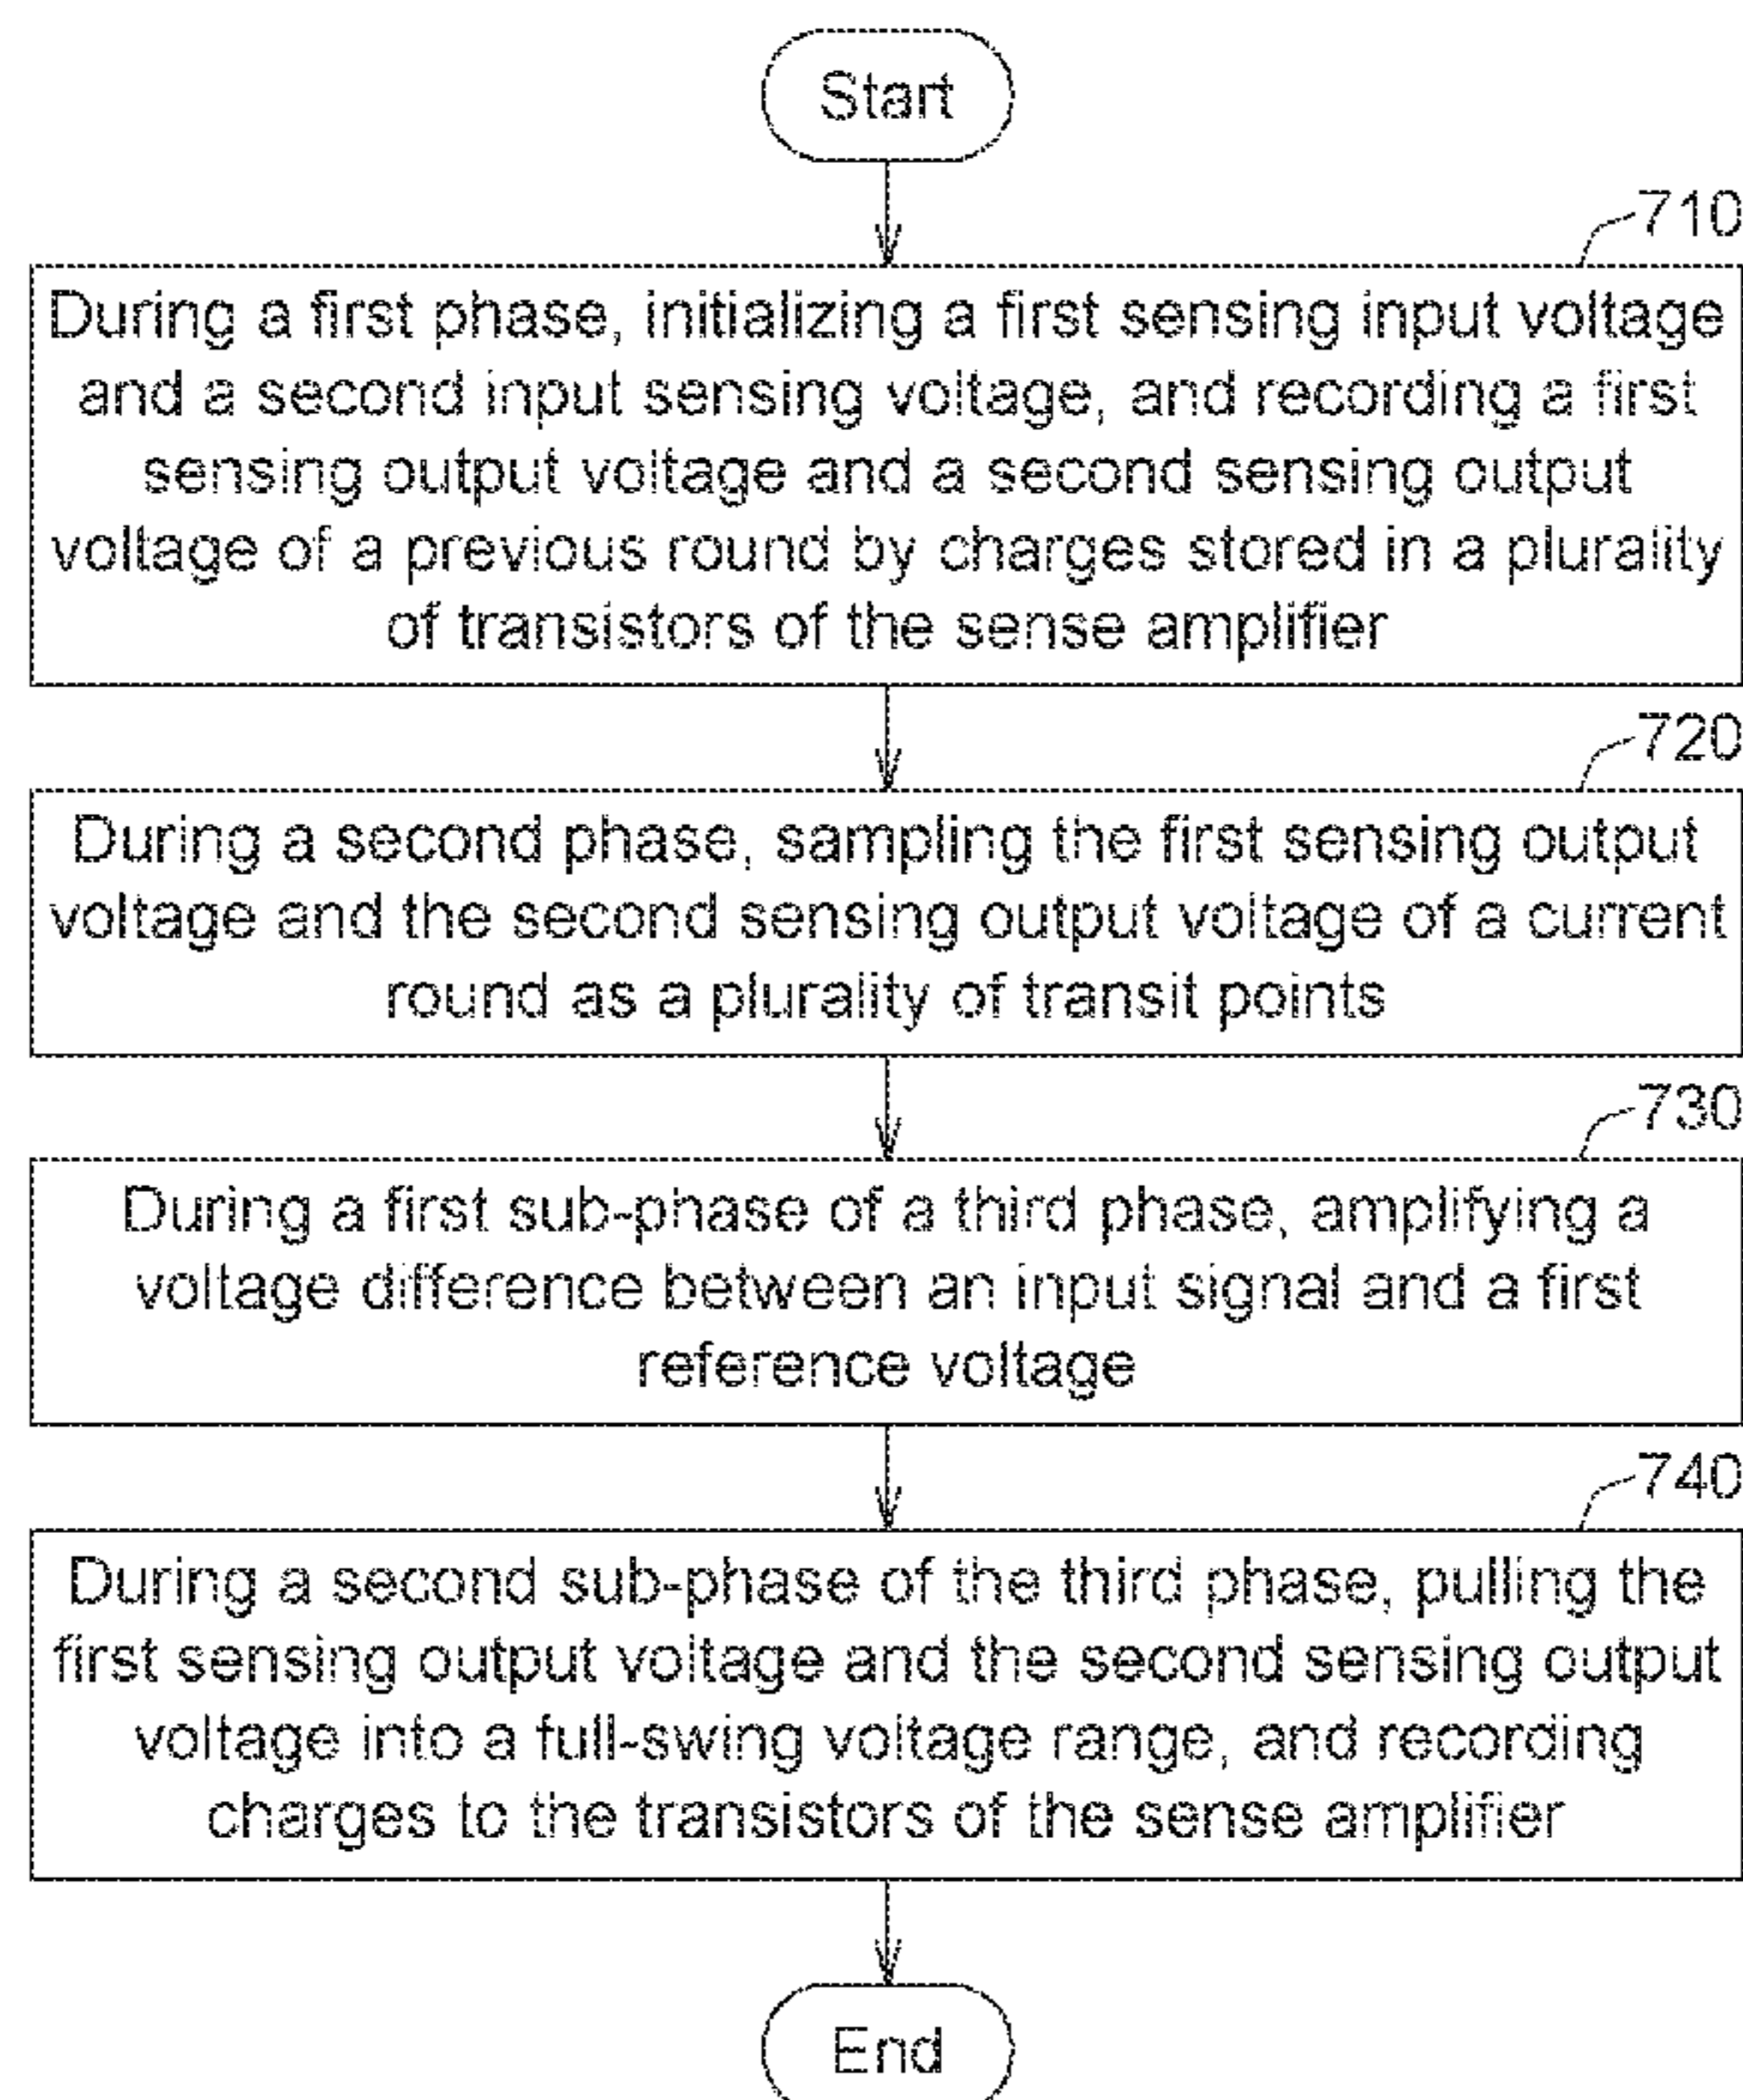 Start
710
During a first phase, initializing a first sensing input voltage
and a second input sensing voltage, and recording a first
sensing output voltage and a second sensing output
voltage of a previous round by charges stored in a plurality
of transistors of the sense amplifier
720
During a second phase, sampling the first sensing output
voltage and the second sensing output voltage of a current
round as a plurality of transit points
730
During a first sub-phase of a third phase, amplifying a
voltage difference between an input signal and a first
reference voltage
740
During a second sub-phase of the third phase, pulling the
first sensing output voltage and the second sensing output
voltage into a full-swing voltage range, and recording
charges to the transistors of the sense amplifier
End